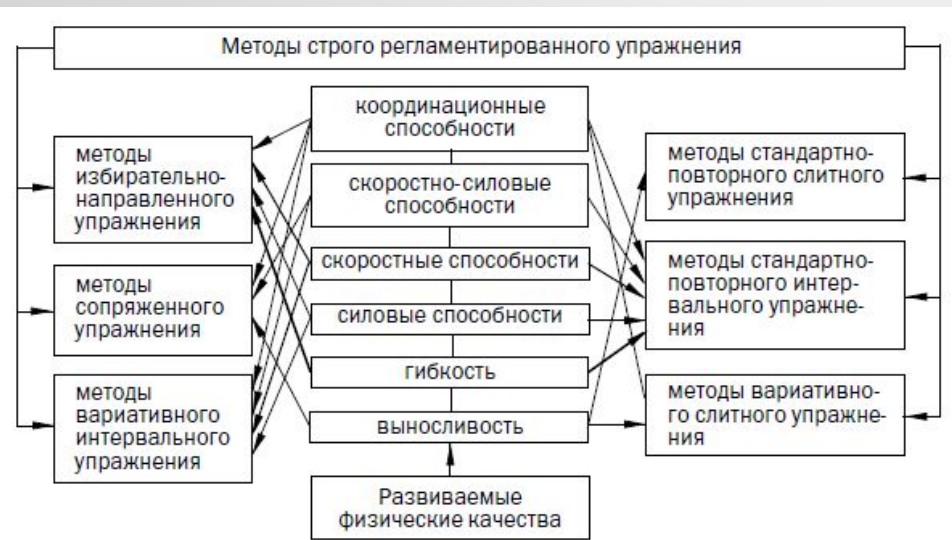 Методы строго регламентированного упражнения
методы
избирательно-
направленного
упражнения
методы
сопряженного
упражнения
методы
вариативного
интервального
упражнения
координационные
способности
скоростно-силовые
способности
скоростные способности
силовые способности
гибкость
выносливость
Развиваемые
физические качества
методы стандартно-
повторного слитного
упражнения
методы стандартно-
повторного интер-
вального упражне-
ния
методы вариативно-
го слитного упражне-
ния